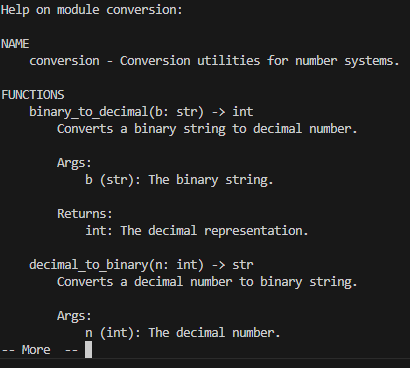 Help on module conversion:
NAME
conversion - Conversion utilities for number systems.
FUNCTIONS
binary_to_decimal(b: str) -> int
Converts a binary string to decimal number.
Args:
b (str): The binary string.
Returns:
int: The decimal representation.
decimal_to_binary(n: int) -> str
Converts a decimal number to binary string.
Args:
n (int): The decimal number.
-- More  --